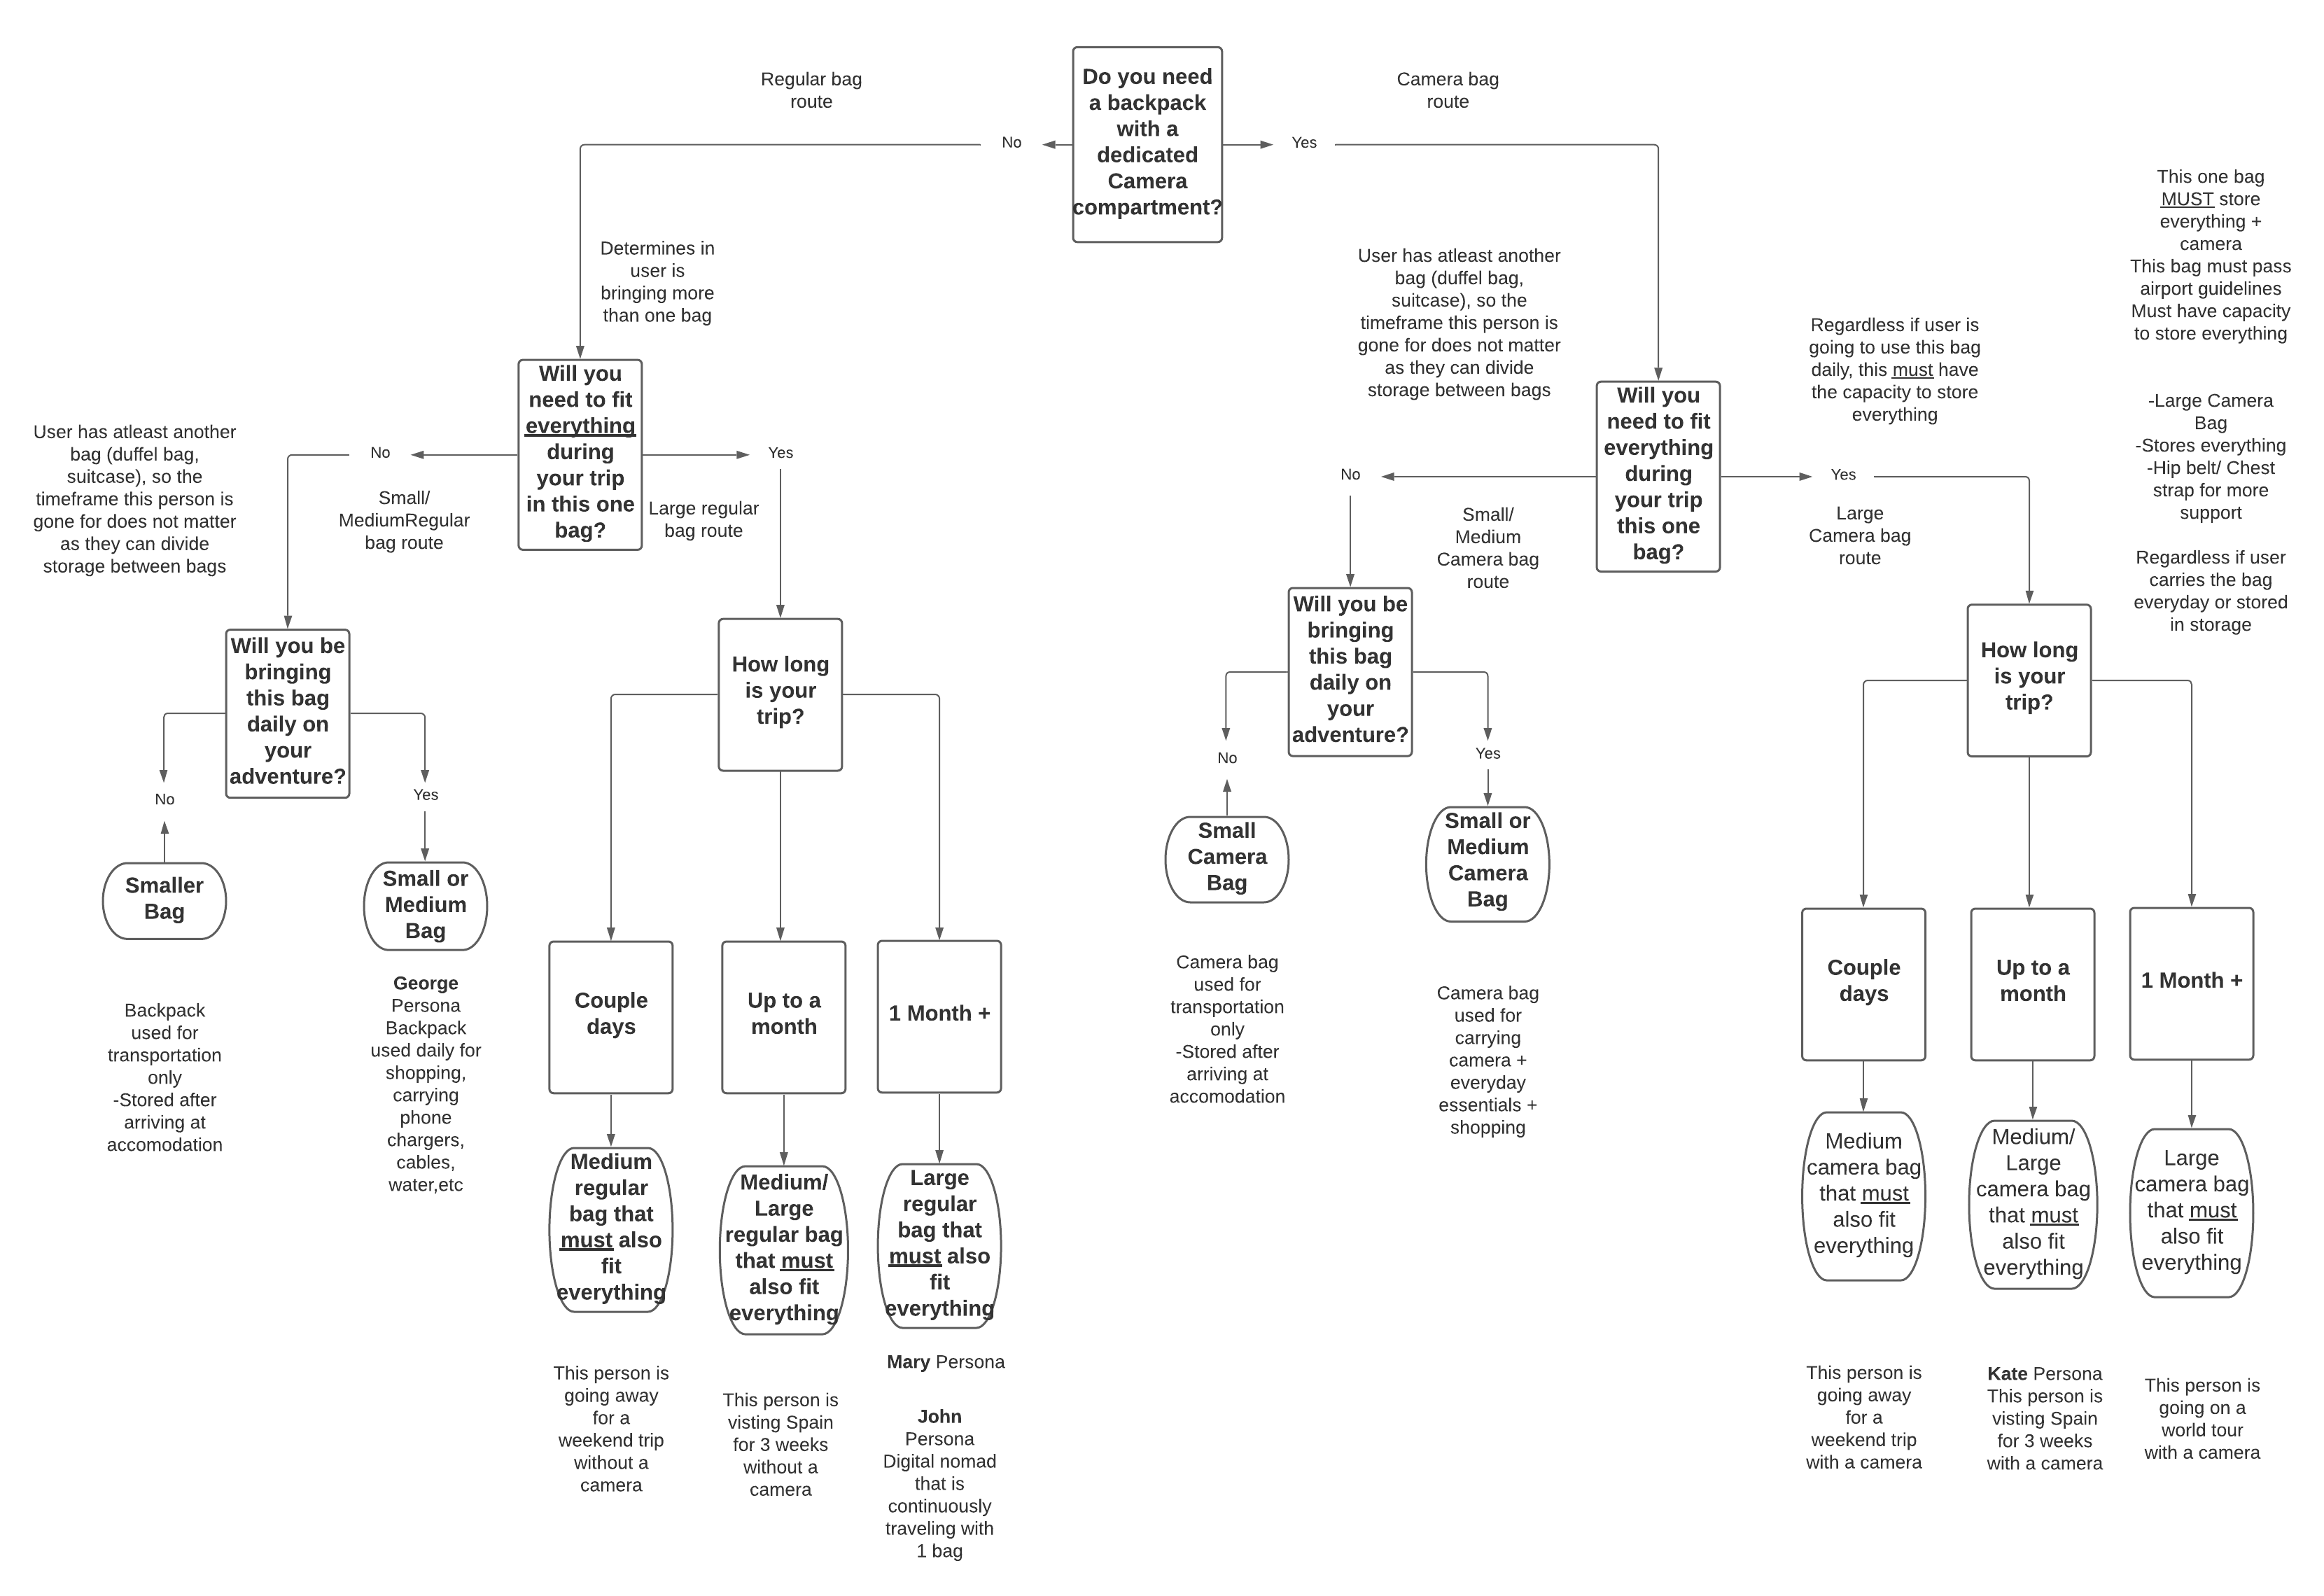 Do you need
a backpack
with a
dedicated
Camera
compartment?
Regular bag
route
No
Yes
Camera bag
route
Determines in
user is
bringing more
than one bag
Will you
need to fit
everything
during
your trip
in this one
bag?
No
Yes
Small/
MediumRegular
bag route
Large regular
bag route
User has atleast another
bag (duffel bag,
suitcase), so the
timeframe this person is
gone for does not matter
as they can divide
storage between bags
Will you be
bringing
this bag
daily on
your
adventure?
No
Yes
Smaller
Bag
Small or
Medium
Bag
Backpack
used for
transportation
only
-Stored after
arriving at
accomodation
George
Persona
Backpack
used daily for
shopping,
carrying
phone
chargers,
cables,
water,etc
How long
is your
trip?
Couple
days
Up to a
month
1 Month +
Medium
regular
bag that
must also
fit
everything
Medium/
Large
regular bag
that must
also fit
everything
Large
regular
bag that
must also
fit
everything
This person is
going away
for a
weekend trip
without a
camera
This person is
visting Spain
for 3 weeks
without a
camera
Mary Persona
John
Persona
Digital nomad
that is
continuously
traveling with
1 bag
User has atleast another
bag (duffel bag,
suitcase), so the
timeframe this person is
gone for does not matter
as they can divide
storage between bags
Will you
need to fit
everything
during
your trip
this one
bag?
No
Yes
Small/
Medium
Camera bag
route
Large
Camera bag
route
Regardless if user is
going to use this bag
daily, this must have
the capacity to store
everything
This one bag
MUST store
everything +
camera
This bag must pass
airport guidelines
Must have capacity
to store everything
-Large Camera
Bag
-Stores everything
-Hip belt/ Chest
strap for more
support
Regardless if user
carries the bag
everyday or stored
in storage
Will you be
bringing
this bag
daily on
your
adventure?
No
Yes
Small
Camera
Bag
Small or
Medium
Camera
Bag
Camera bag
used for
transportation
only
-Stored after
arriving at
accomodation
Camera bag
used for
carrying
camera +
everyday
essentials +
shopping
How long
is your
trip?
Couple
days
Up to a
month
1 Month +
Medium
camera bag
that must
also fit
everything
Medium/
Large
camera bag
that must
also fit
everything
Large
camera bag
that must
also fit
everything
This person is
going away
for a
weekend trip
with a camera
Kate Persona
This person is
visting Spain
for 3 weeks
with a camera
This person is
going on a
world tour
with a camera